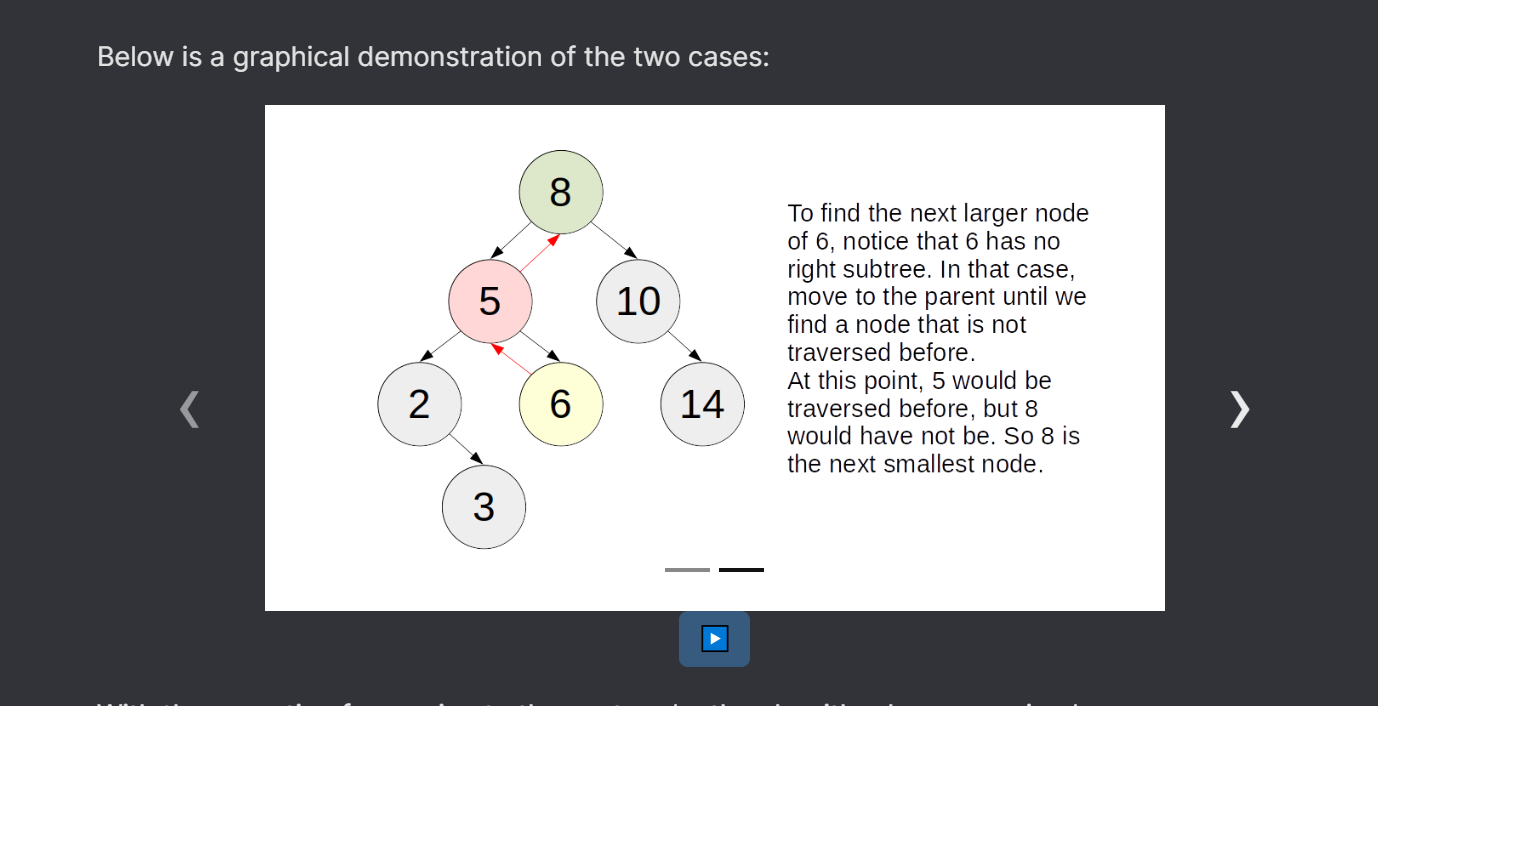 Below is a graphical demonstration of the two cases:
8
5
10
2
6
14
3
To find the next larger node
of 6, notice that 6 has no
right subtree. In that case,
move to the parent until we
find a node that is not
traversed before.
At this point, 5 would be
traversed before, but 8
would have not be. So 8 is
the next smallest node.